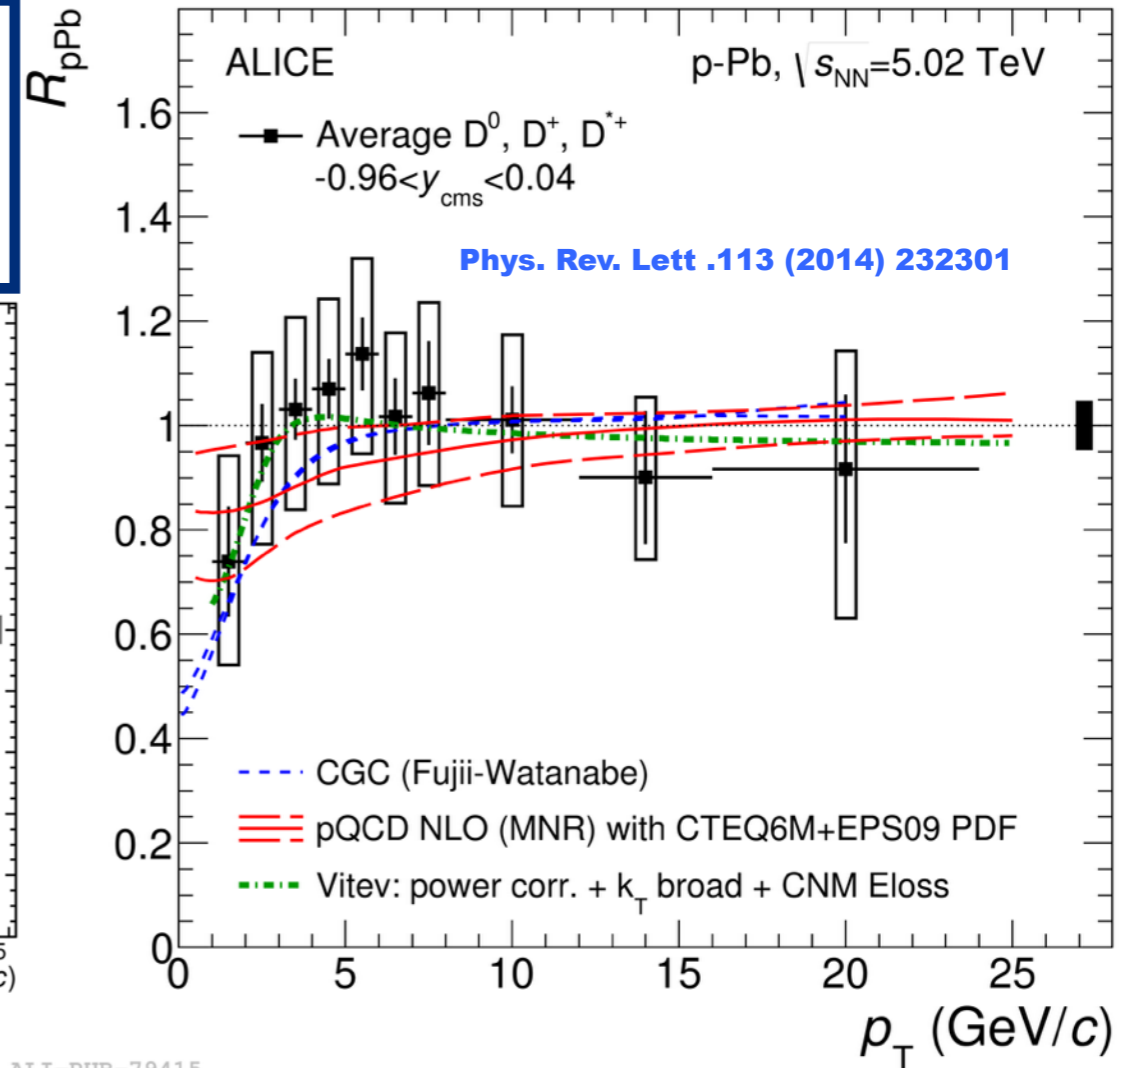 R_pPb
ALICE
p-Pb, √s_NN=5.02 TeV
Average D^0, D^+, D^*+
-0.96<y_cms<0.04
Phys. Rev. Lett .113 (2014) 232301
1.6
1.4
1.2
1
0.8
0.6
0.4
0.2
0
CGC (Fujii-Watanabe)
pQCD NLO (MNR) with CTEQ6M+EPS09 PDF
Vitev: power corr. + k_T broad + CNM Eloss
0 5 10 15 20 25
p_T (GeV/c)
c)